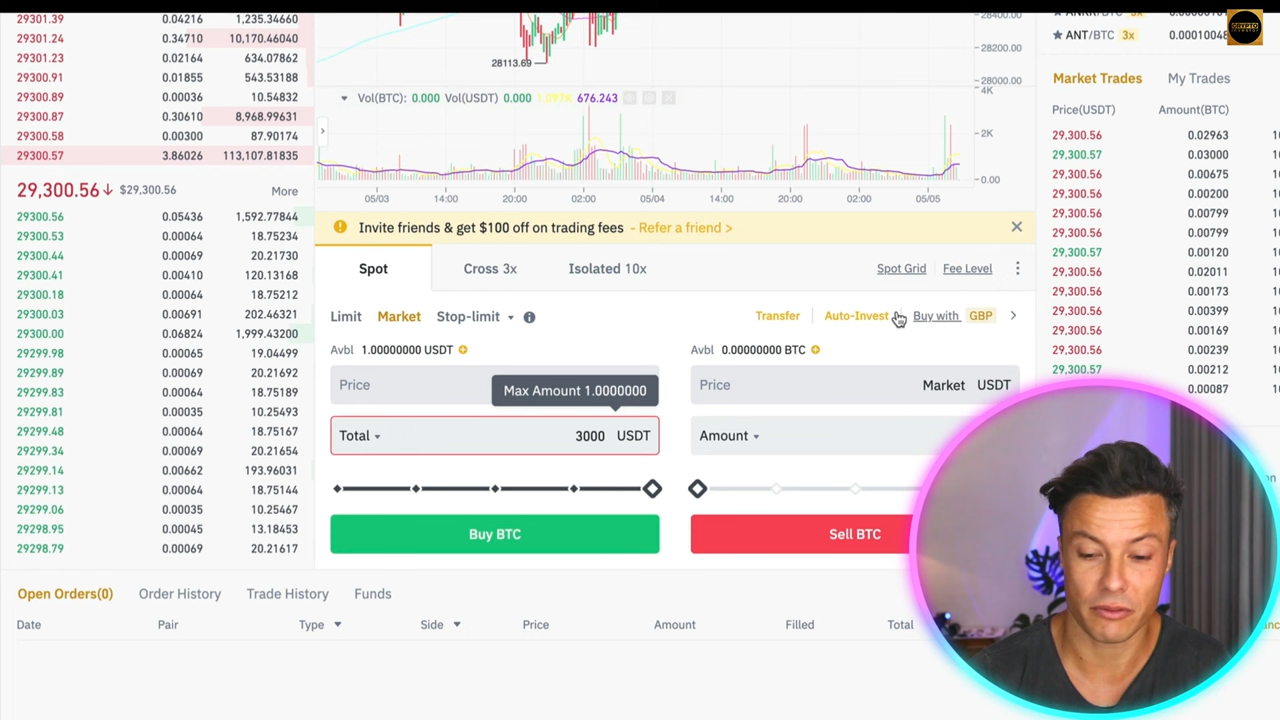 29301.39 0.04216 1,235.34660
29301.24 0.34710 10,170.46040
29301.23 0.02164 634.07862
29300.91 0.01855 543.53188
29300.89 0.00036 10.54832
29300.87 0.30610 8,968.99631
29300.58 0.00300 87.90174
29300.57 3.86026 113,107.81835
29,300.56↓ $29,300.56 More
29300.56 0.05436 1,592.77844
29300.53 0.00064 18.75234
29300.44 0.00069 20.21730
29300.41 0.00410 120.13168
29300.18 0.00064 18.75212
29300.03 0.00691 202.46321
29300.00 0.06824 1,999.43200
29299.98 0.00065 19.04499
29299.89 0.00069 20.21692
29299.83 0.00064 18.75189
29299.81 0.00035 10.25493
29299.48 0.00064 18.75167
29299.34 0.00069 20.21654
29299.14 0.00662 193.96031
29299.13 0.00064 18.75144
29299.06 0.00035 10.25467
29298.95 0.00045 13.18453
29298.79 0.00069 20.21617
28400.00
28200.00
28113.69
28000.00
Vol(BTC): 0.000 Vol(USDT) 0.000 1.097K 676.243
4K
2K
0.00
05/03 14:00 20:00 02:00 05/04 14:00 20:00 02:00 05/05
Invite friends & get $100 off on trading fees - Refer a friend >
Spot Cross 3x Isolated 10x Spot Grid Fee Level
Limit Market Stop-limit Transfer Auto-Invest Buy with GBP
Avbl 1.00000000 USDT
Price
Max Amount 1.0000000
Total 3000 USDT
Buy BTC
Avbl 0.00000000 BTC
Price Market USDT
Amount
Sell BTC
CRYPTO
ANT/BTC 3x 0.00010048
Market Trades My Trades
Price(USDT) Amount(BTC)
29,300.56 0.02963
29,300.57 0.03000
29,300.56 0.00675
29,300.56 0.00200
29,300.56 0.00799
29,300.56 0.00799
29,300.57 0.00120
29,300.56 0.02011
29,300.56 0.00173
29,300.56 0.00399
29,300.56 0.00169
29,300.56 0.00239
29,300.57 0.00212
0.00087
Open Orders(0) Order History Trade History Funds
Date Pair Type Side Price Amount Filled Total